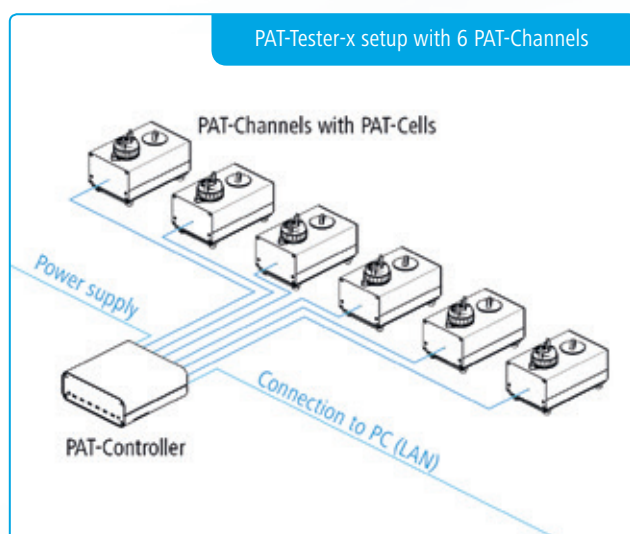 PAT-Tester-x setup with 6 PAT-Channels
PAT-Channels with PAT-Cells
Power supply
PAT-Controller
Connection to PC (LAN)